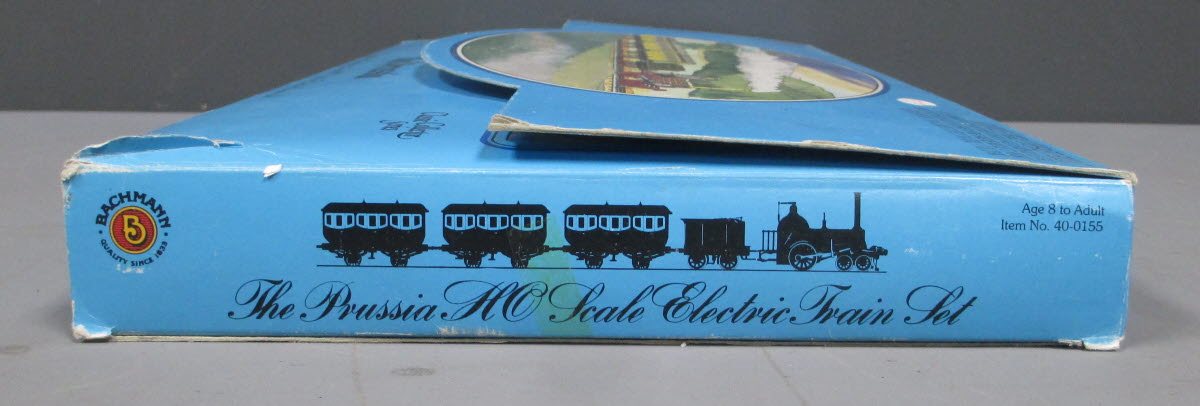 BACHMANN
QUALITY SINCE 1833
Age 8 to Adult
Item No. 40-0155
The Prussia HO Scale Electric Train Set